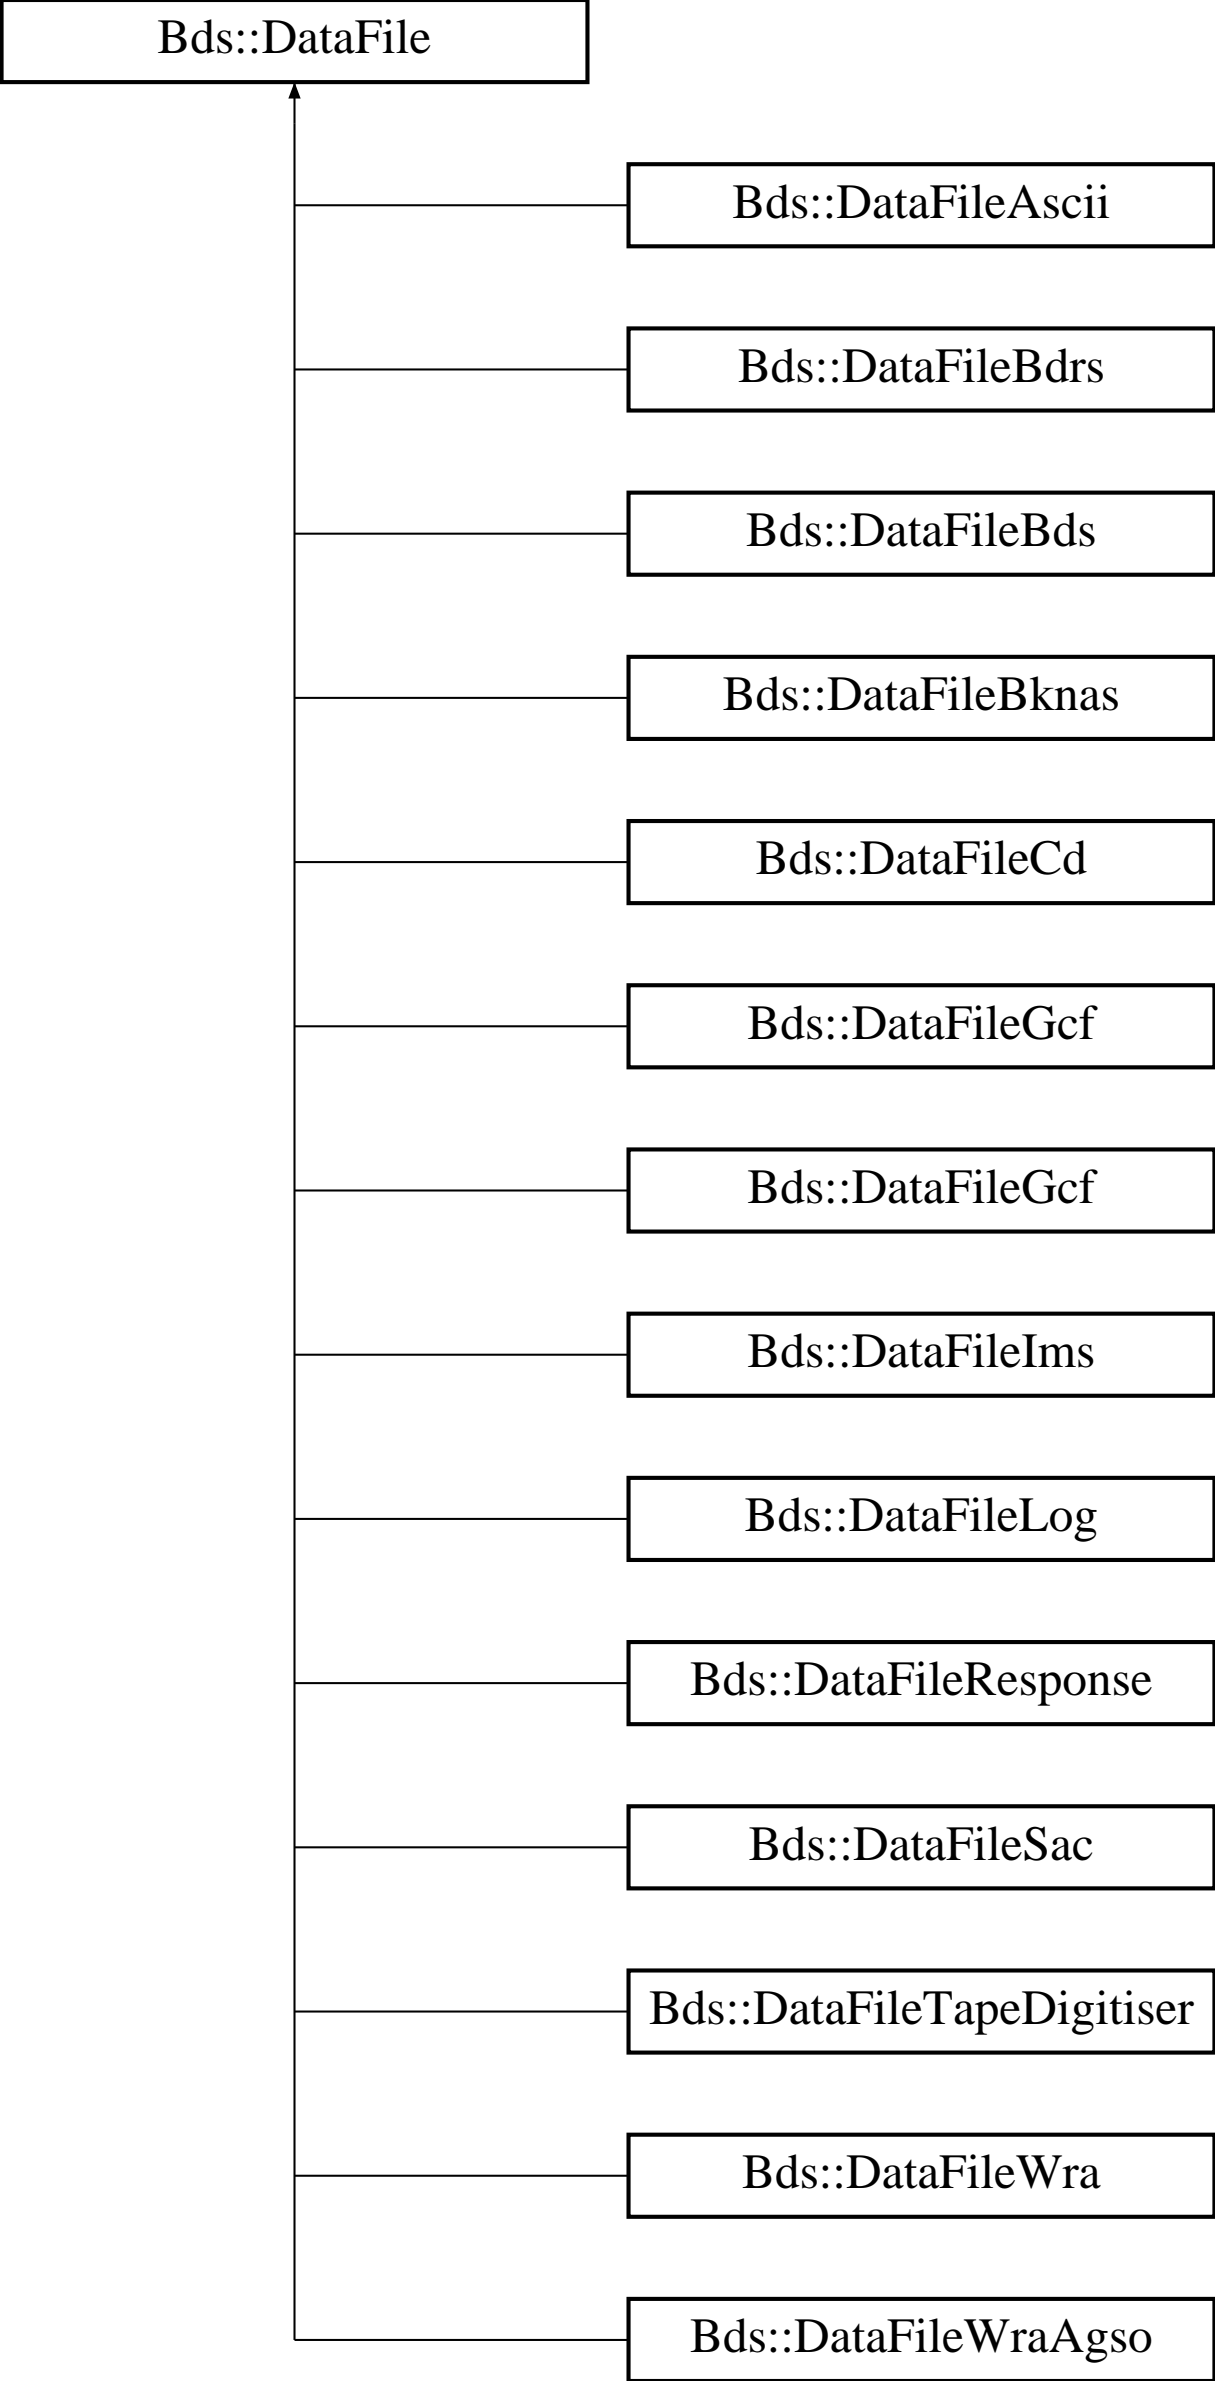 Bds::DataFile
Bds::DataFileAscii
Bds::DataFileBdrs
Bds::DataFileBds
Bds::DataFileBknas
Bds::DataFileCd
Bds::DataFileGcf
Bds::DataFileGcf
Bds::DataFileIms
Bds::DataFileLog
Bds::DataFileResponse
Bds::DataFileSac
Bds::DataFileTapeDigitiser
Bds::DataFileWra
Bds::DataFileWraAgso